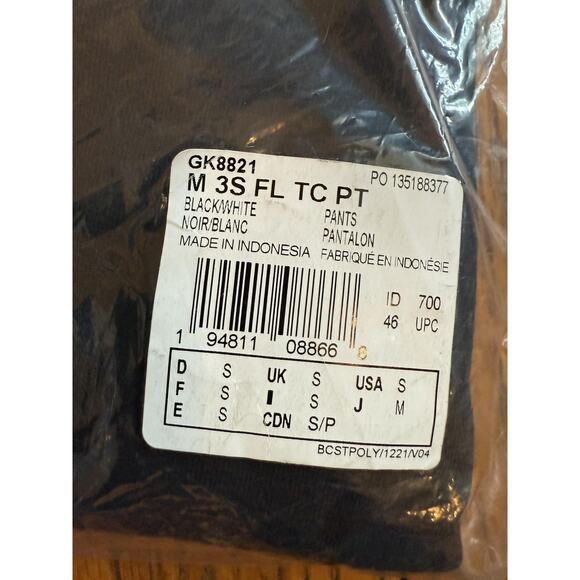 GK8821 PO 135188377
M 3S FL TC PT
BLACK/WHITE PANTS
NOIR/BLANC PANTALON
MADE IN INDONESIA FABRIQUÉ EN INDONÉSIE
ID 700
46 UPC
1 94811 08866 6
D S UK S USA S
F S I S J M
E S CDN S/P
BCSTPOLY/1221/V04